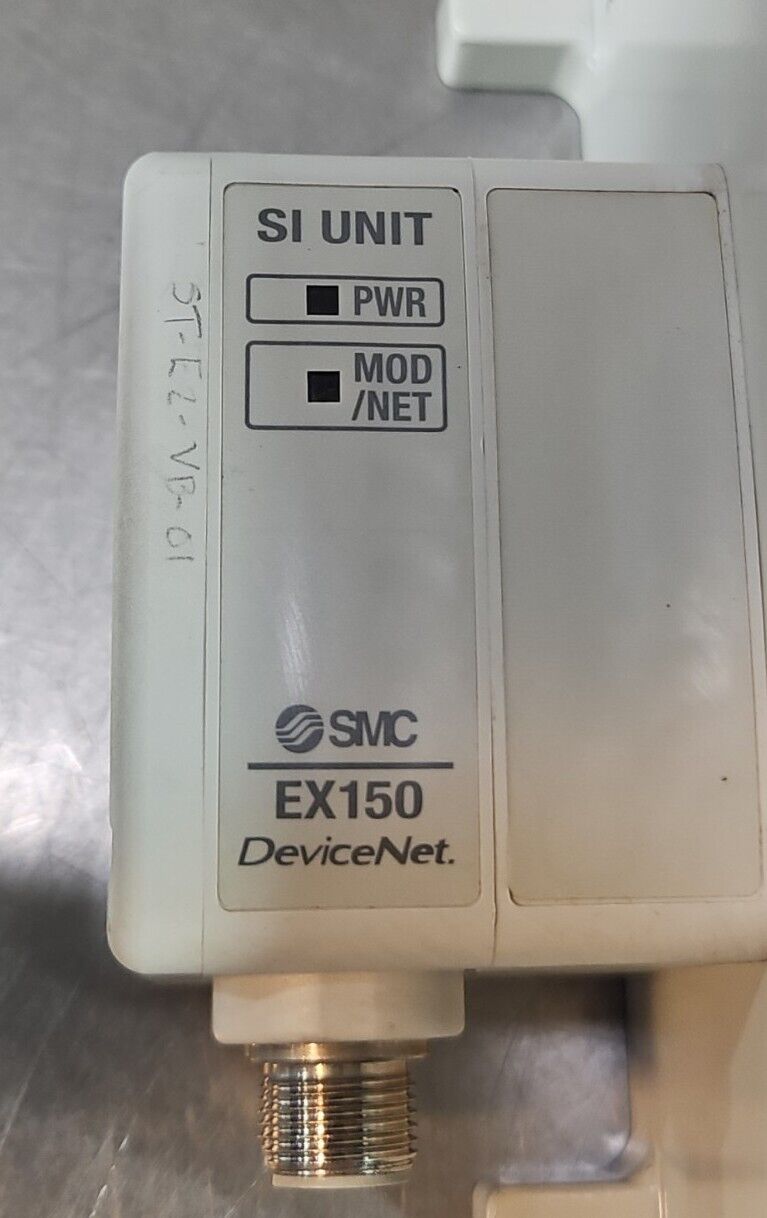 SI UNIT
PWR
MOD
/NET
ST-E2-VB-01
SMC
EX150
DeviceNet.